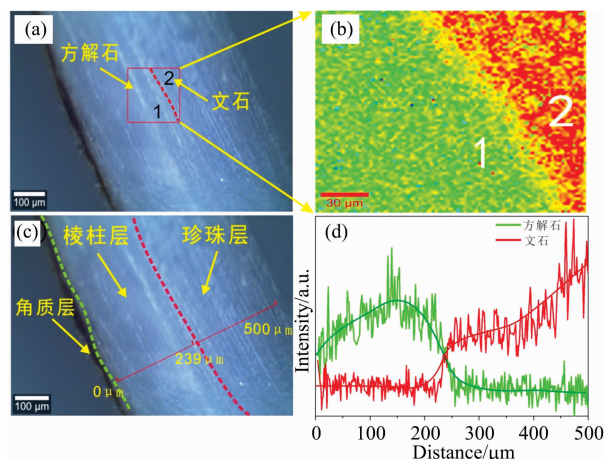 (a)
方解石
2
文石
1
100 μm
(b)
1
2
30 μm
(c)
棱柱层
珍珠层
角质层
500 μm
239 μm
0 μm
100 μm
(d)
方解石
文石
Intensity/a.u.
0 100 200 300 400 500
Distance/μm